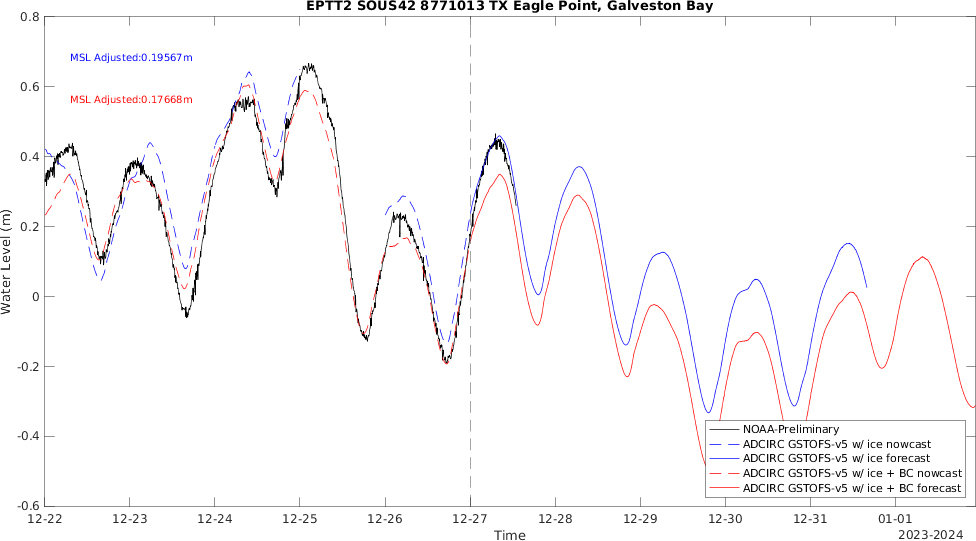 EPTT2 SOUS42 8771013 TX Eagle Point, Galveston Bay
0.8
MSL Adjusted:0.19567m
0.6
MSL Adjusted:0.17668m
0.4
0.2
0
-0.2
-0.4
-0.6
Water Level (m)
NOAA-Preliminary
ADCIRC GSTOFS-v5 w/ ice nowcast
ADCIRC GSTOFS-v5 w/ ice forecast
ADCIRC GSTOFS-v5 w/ ice + BC nowcast
ADCIRC GSTOFS-v5 w/ ice + BC forecast
12-22 12-23 12-24 12-25 12-26 12-27 12-28 12-29 12-30 12-31 01-01
Time
2023-2024